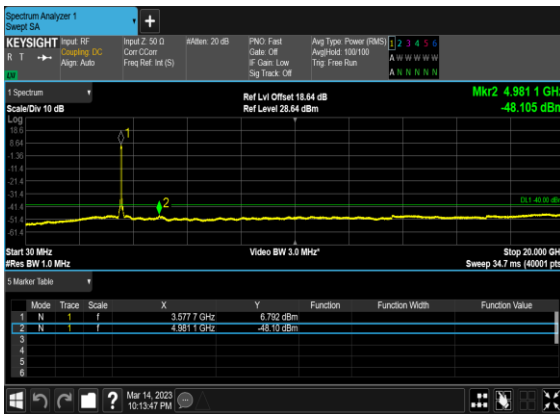 Spectrum Analyzer 1
Swept SA
+
KEYSIGHT Input: RF Input Z: 50 Ω #Atten: 20 dB PNO: Fast Avg Type: Power (RMS) 1 2 3 4 5 6
R T Coupling: DC Corr CCorr Gate: Off Avg|Hold: 100/100 A W W W W W
Align: Auto Freq Ref: Int (S) IF Gain: Low Trig: Free Run
Sig Track: Off A N N N N N
1 Spectrum Ref Lvl Offset 18.64 dB Mkr2 4.981 1 GHz
Scale/Div 10 dB Ref Level 28.64 dBm -48.105 dBm
Log
18.6
8.64
-1.36
-11.4
-21.4
-31.4
-41.4
-51.4
1
2
DL1 -40.00 dBm
Start 30 MHz Video BW 3.0 MHz* Stop 20.000 GHz
#Res BW 1.0 MHz Sweep 34.7 ms (40001 pts)
5 Marker Table
Mode Trace Scale X Y Function Function Width Function Value
1 N 1 f 3.577 7 GHz 6.792 dBm
2 N 1 f 4.981 1 GHz -48.10 dBm
3
4
5
6
? Mar 14, 2023
10:13:47 PM